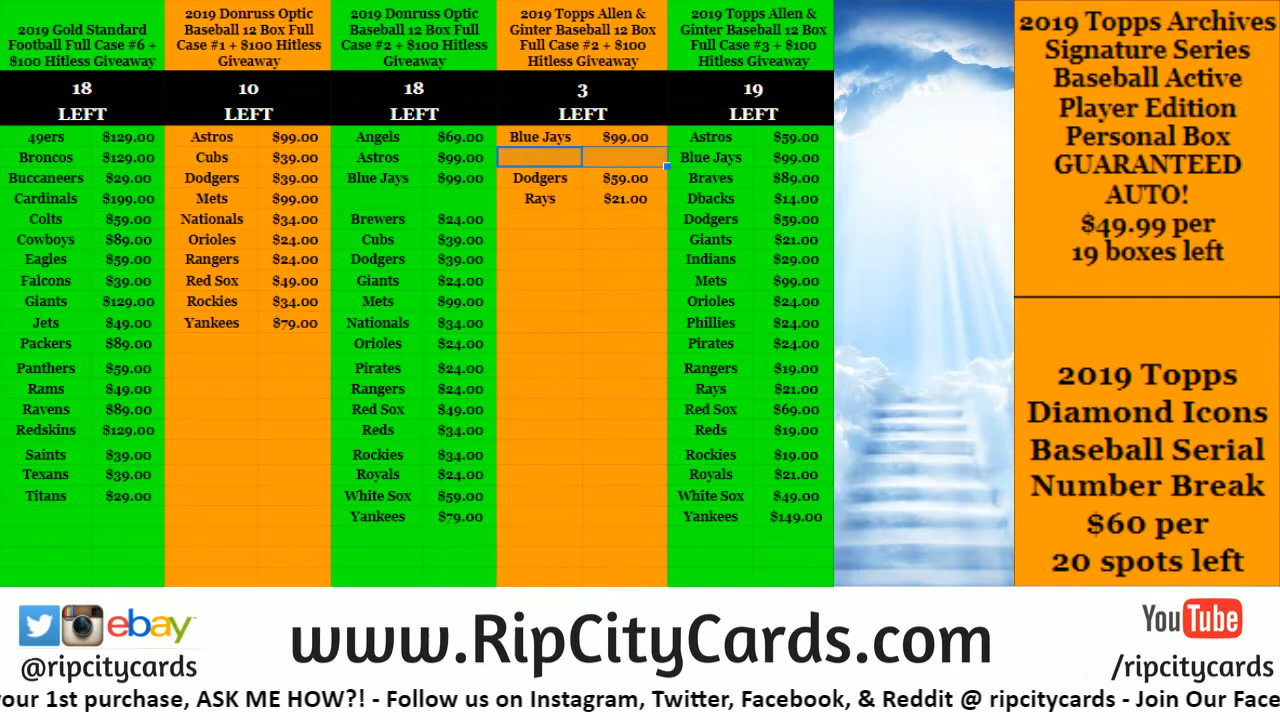 2019 Gold Standard
Football Full Case #6 +
$100 Hitless Giveaway
18
LEFT
49ers $129.00
Broncos $129.00
Buccaneers $29.00
Cardinals $199.00
Colts $59.00
Cowboys $89.00
Eagles $59.00
Falcons $39.00
Giants $129.00
Jets $49.00
Packers $89.00
Panthers $59.00
Rams $49.00
Ravens $89.00
Redskins $129.00
Saints $39.00
Texans $39.00
Titans $29.00
2019 Donruss Optic
Baseball 12 Box Full
Case #1 + $100 Hitless
Giveaway
10
LEFT
Astros $99.00
Cubs $39.00
Dodgers $39.00
Mets $99.00
Nationals $34.00
Orioles $24.00
Rangers $24.00
Red Sox $49.00
Rockies $34.00
Yankees $79.00
2019 Donruss Optic
Baseball 12 Box Full
Case #2 + $100 Hitless
Giveaway
18
LEFT
Angels $69.00
Astros $99.00
Blue Jays $99.00
Brewers $24.00
Cubs $39.00
Dodgers $39.00
Giants $24.00
Mets $99.00
Nationals $34.00
Orioles $24.00
Pirates $24.00
Rangers $24.00
Red Sox $49.00
Reds $34.00
Rockies $34.00
Royals $24.00
White Sox $59.00
Yankees $79.00
2019 Topps Allen &
Ginter Baseball 12 Box
Full Case #2 + $100
Hitless Giveaway
3
LEFT
Blue Jays $99.00
Dodgers $59.00
Rays $21.00
2019 Topps Allen &
Ginter Baseball 12 Box
Full Case #3 + $100
Hitless Giveaway
19
LEFT
Astros $59.00
Blue Jays $99.00
Braves $89.00
Dbacks $14.00
Dodgers $59.00
Giants $21.00
Indians $29.00
Mets $99.00
Orioles $24.00
Phillies $24.00
Pirates $24.00
Rangers $19.00
Rays $21.00
Red Sox $69.00
Reds $19.00
Rockies $19.00
Royals $21.00
White Sox $49.00
Yankees $149.00
2019 Topps Archives
Signature Series
Baseball Active
Player Edition
Personal Box
GUARANTEED
AUTO!
$49.99 per
19 boxes left
2019 Topps
Diamond Icons
Baseball Serial
Number Break
$60 per
20 spots left
ebay
@ripcitycards
www.RipCityCards.com
YouTube
/ripcitycards
your 1st purchase, ASK ME HOW?! - Follow us on Instagram, Twitter, Facebook, & Reddit @ ripcitycards - Join Our Face